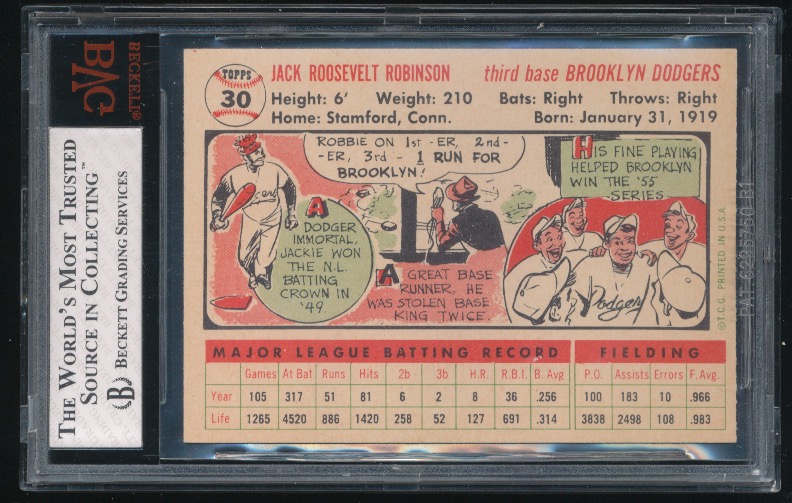 BECKETT®
BVG
THE WORLD'S MOST TRUSTED
SOURCE IN COLLECTING™
B BECKETT GRADING SERVICES
TOPPS
30
JACK ROOSEVELT ROBINSON third base BROOKLYN DODGERS
Height: 6' Weight: 210 Bats: Right Throws: Right
Home: Stamford, Conn. Born: January 31, 1919
ROBBIE ON 1ST-ER, 2ND-
-ER, 3RD - 1 RUN FOR
BROOKLYN!
A
DODGER
IMMORTAL,
JACKIE WON
THE N.L.
BATTING
CROWN IN
'49
A GREAT BASE
RUNNER, HE
WAS STOLEN BASE
KING TWICE.
HIS FINE PLAYING
HELPED BROOKLYN
WIN THE '55
SERIES
Dodgers
©T.C.G. PRINTED IN U.S.A.
MAJOR LEAGUE BATTING RECORD FIELDING
Games At Bat Runs Hits 2b 3b H.R. R.B.I. B. Avg P.O. Assists Errors F. Avg.
Year 105 317 51 81 6 2 8 36 .256 100 183 10 .966
Life 1265 4520 886 1420 258 52 127 691 .314 3838 2498 108 .983